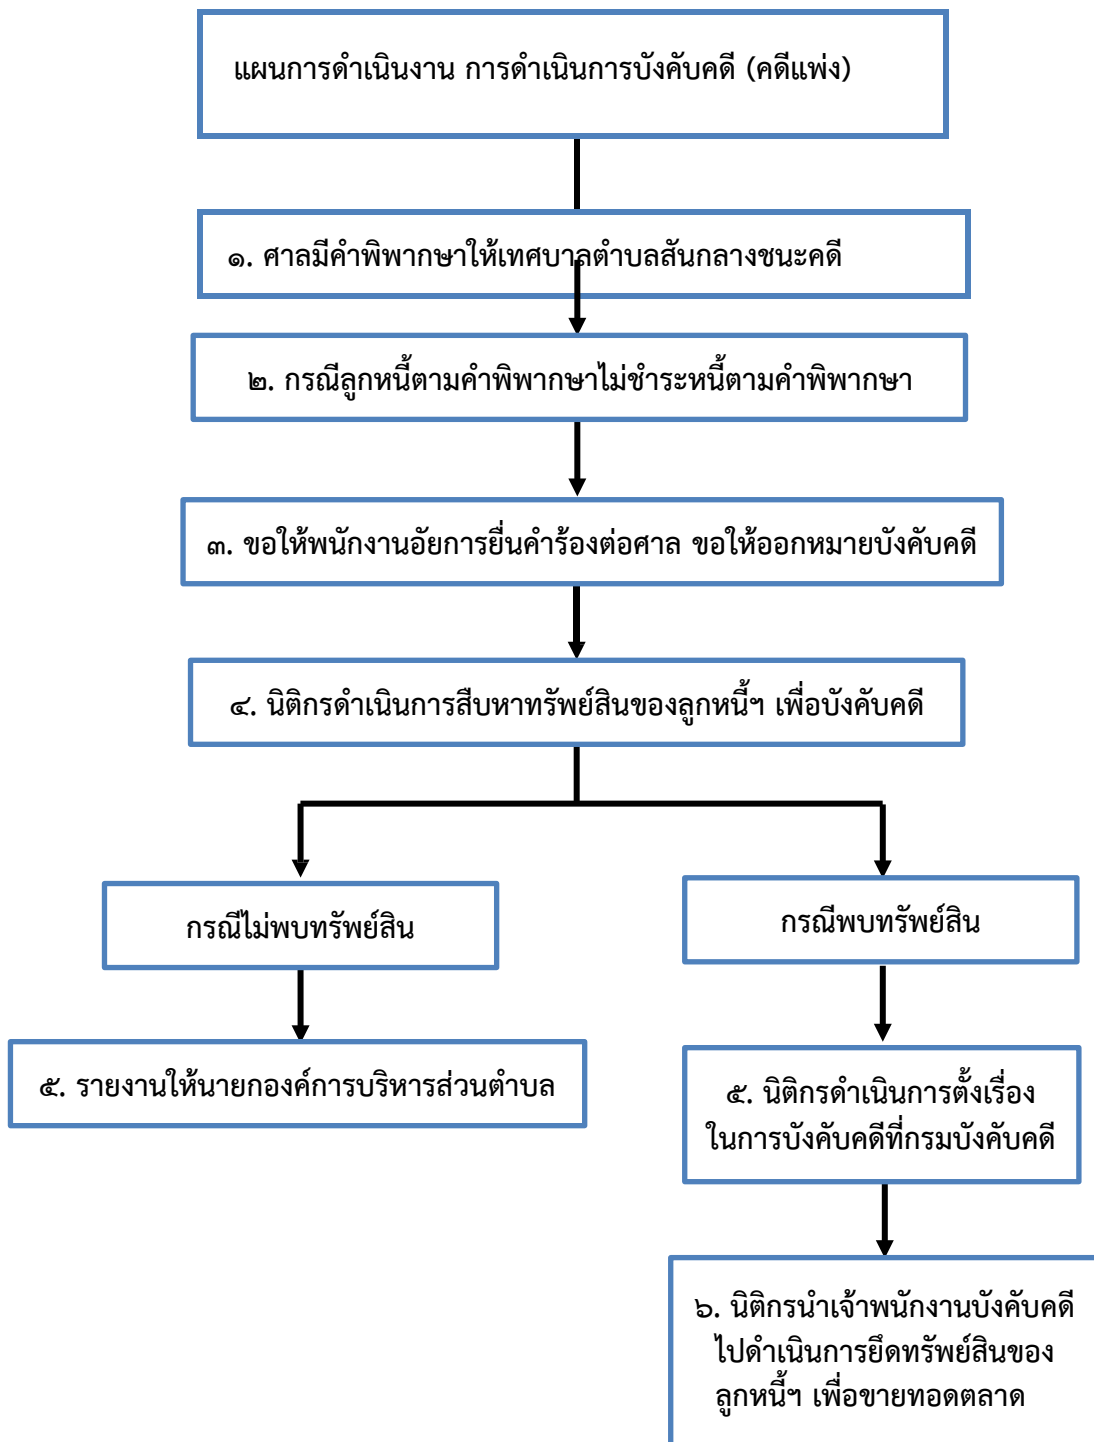 แผนการดำเนินงาน การดำเนินการบังคับคดี (คดีแพ่ง)
๑. ศาลมีคำพิพากษาให้เทศบาลตำบลสันกลางชนะคดี
๒. กรณีลูกหนี้ตามคำพิพากษาไม่ชำระหนี้ตามคำพิพากษา
๓. ขอให้พนักงานอัยการยื่นคำร้องต่อศาล ขอให้ออกหมายบังคับคดี
๔. นิติกรดำเนินการสืบหาทรัพย์สินของลูกหนี้ฯ เพื่อบังคับคดี
กรณีไม่พบทรัพย์สิน
๕. รายงานให้นายกองค์การบริหารส่วนตำบล
กรณีพบทรัพย์สิน
๕. นิติกรดำเนินการตั้งเรื่อง
ในการบังคับคดีที่กรมบังคับคดี
๖. นิติกรนำเจ้าพนักงานบังคับคดี
ไปดำเนินการยึดทรัพย์สินของ
ลูกหนี้ฯ เพื่อขายทอดตลาด